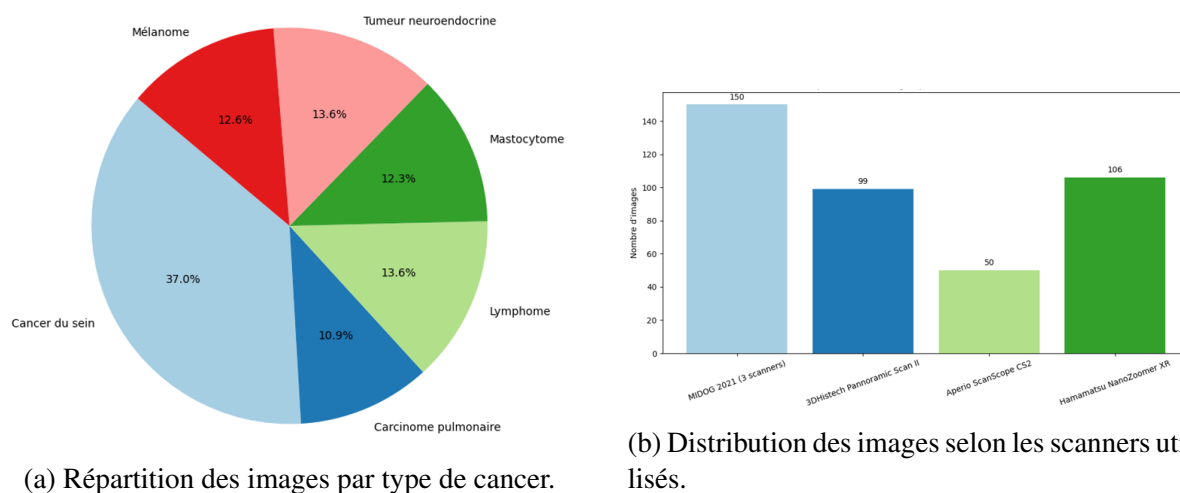 Tumeur neuroendocrine
Mélanome
12.6%
13.6%
Mastocytome
12.3%
37.0%
13.6%
Lymphome
Cancer du sein
10.9%
Carcinome pulmonaire
(a) Répartition des images par type de cancer.
Nombre d'images
140
120
100
80
60
40
20
0
150
99
50
106
MIDOG 2021 (3 scanners)
3DHistech Pannoramic Scan II
Aperio ScanScope CS2
Hamamatsu NanoZoomer XR
(b) Distribution des images selon les scanners uti
lisés.